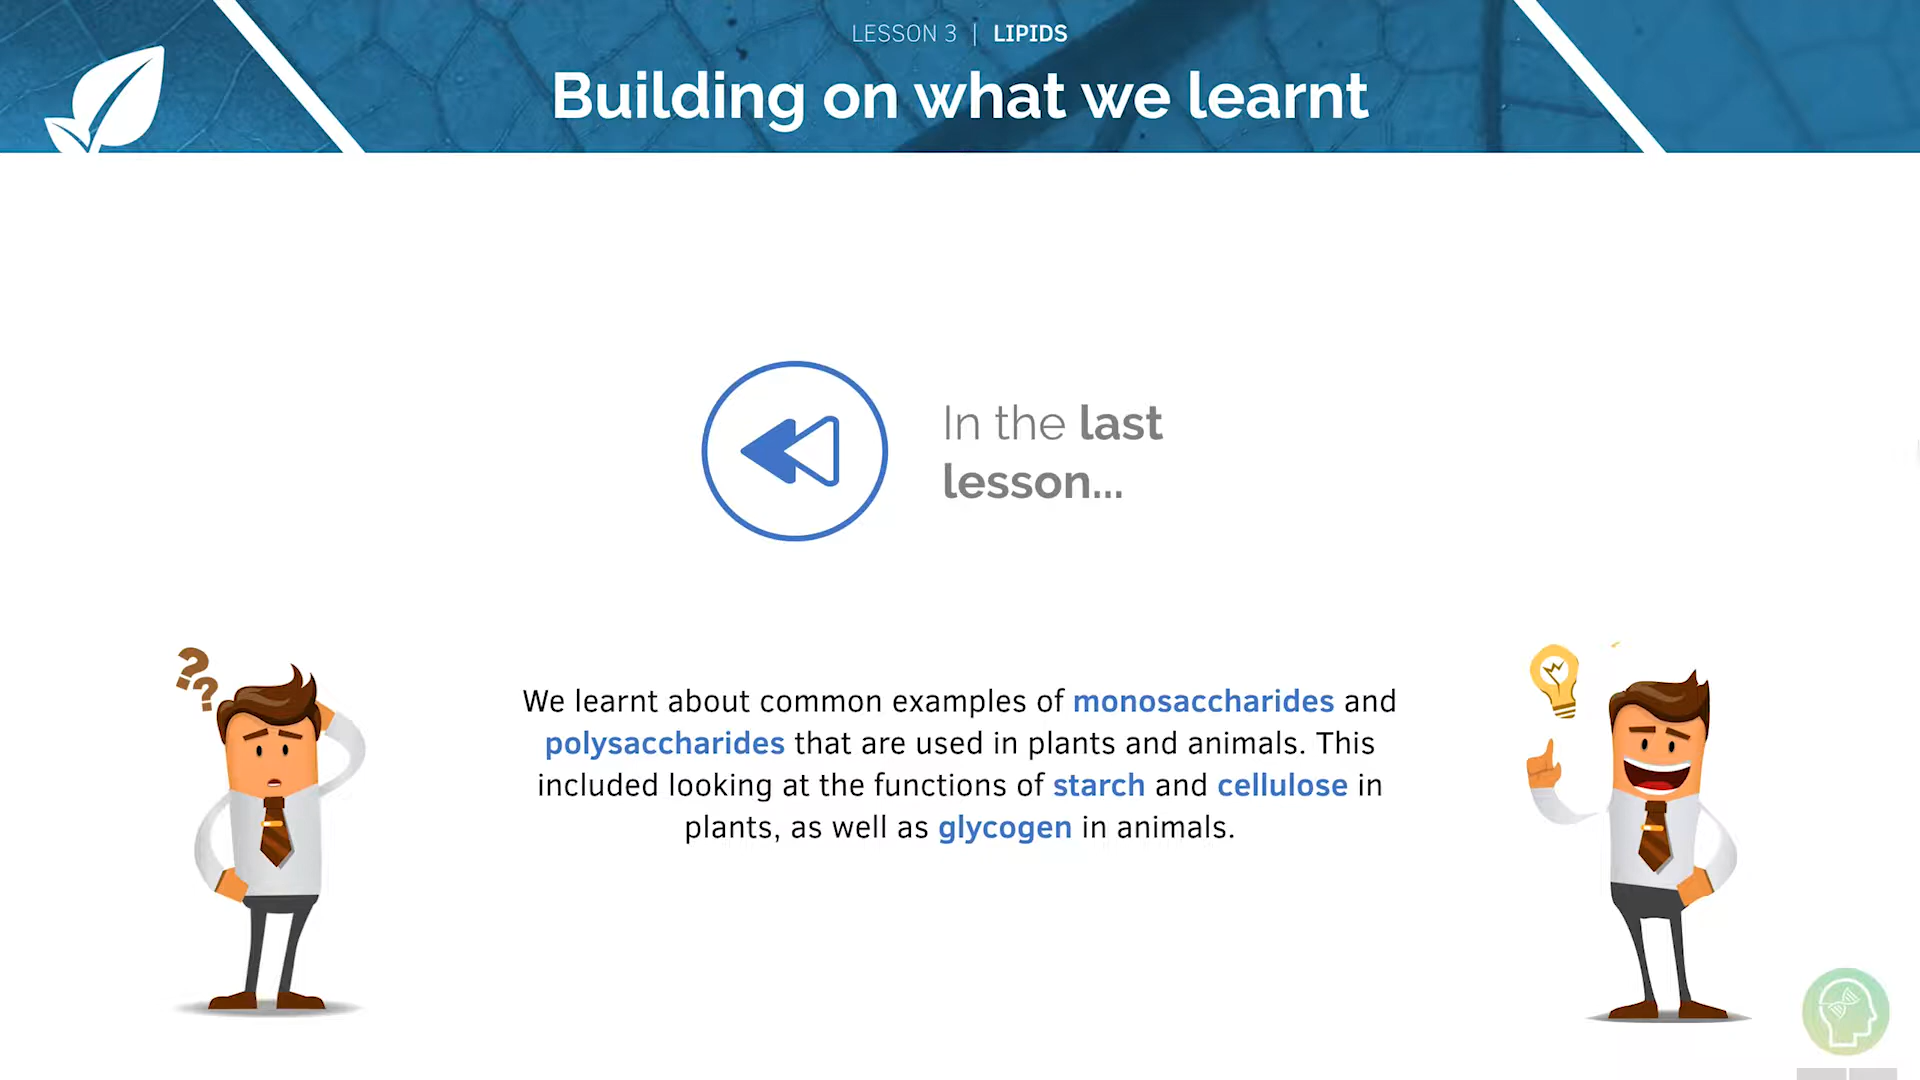 LESSON 3 | LIPIDS
Building on what we learnt
In the last
lesson...
??
We learnt about common examples of monosaccharides and
polysaccharides that are used in plants and animals. This
included looking at the functions of starch and cellulose in
plants, as well as glycogen in animals.